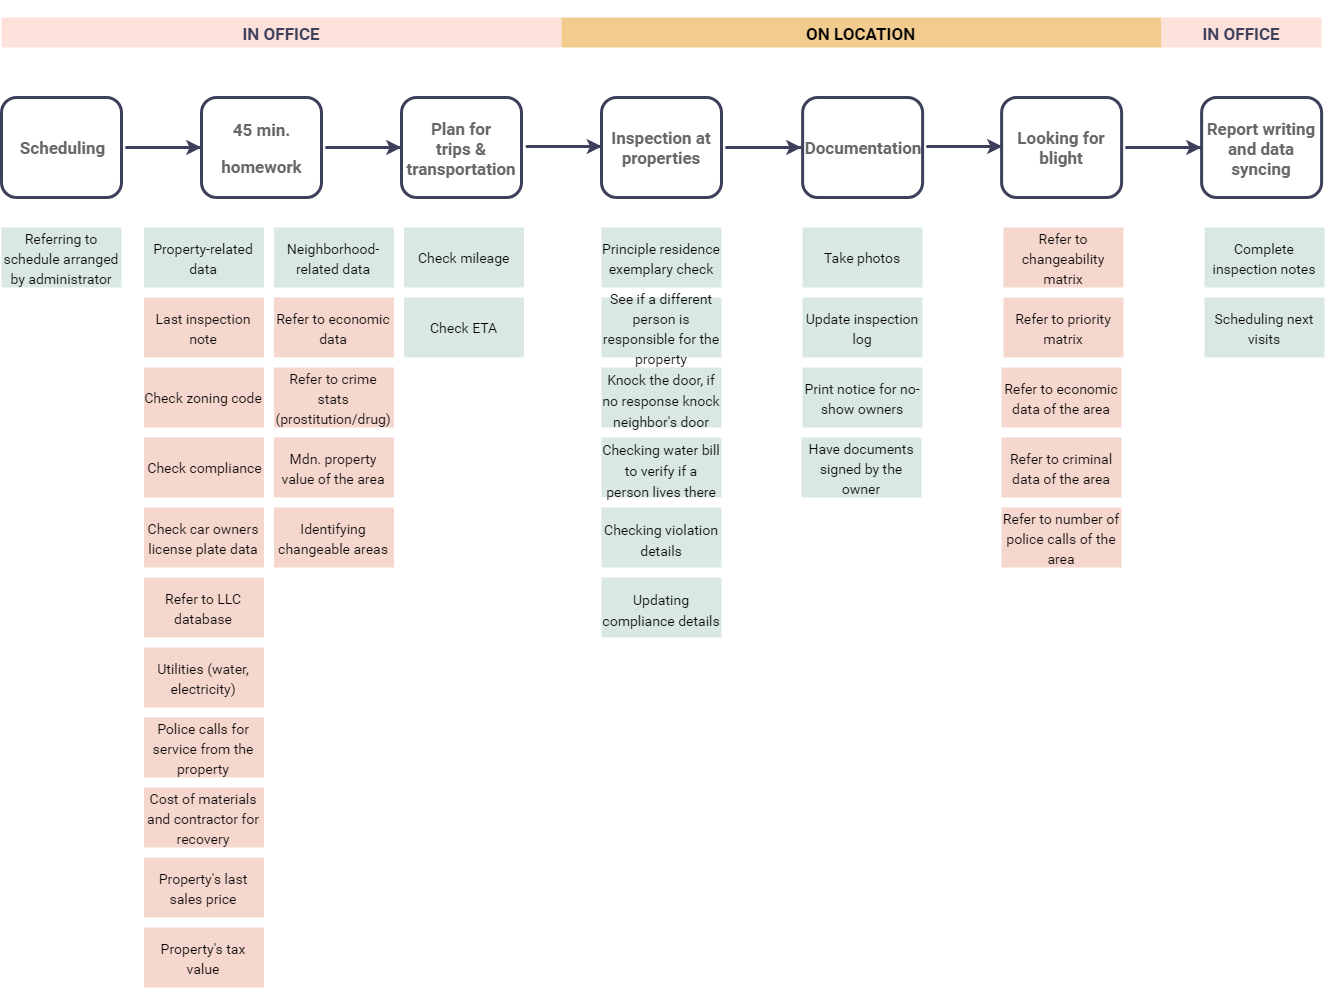 IN OFFICE
ON LOCATION
IN OFFICE
Scheduling
45 min.
homework
Plan for
trips &
transportation
Inspection at
properties
Documentation
Looking for
blight
Report writing
and data
syncing
Referring to
schedule arranged
by administrator
Property-related
data
Last inspection
note
Check zoning code
Check compliance
Check car owners
license plate data
Refer to LLC
database
Utilities (water,
electricity)
Police calls for
service from the
property
Cost of materials
and contractor for
recovery
Property's last
sales price
Property's tax
value
Neighborhood-
related data
Refer to economic
data
Refer to crime
stats
(prostitution/drug)
Mdn. property
value of the area
Identifying
changeable areas
Check mileage
Check ETA
Principle residence
exemplary check
See if a different
person is
responsible for the
property
Knock the door, if
no response knock
neighbor's door
Checking water bill
to verify if a
person lives there
Checking violation
details
Updating
compliance details
Take photos
Update inspection
log
Print notice for no-
show owners
Have documents
signed by the
owner
Refer to
changeability
matrix
Refer to priority
matrix
Refer to economic
data of the area
Refer to criminal
data of the area
Refer to number of
police calls of the
area
Complete
inspection notes
Scheduling next
visits